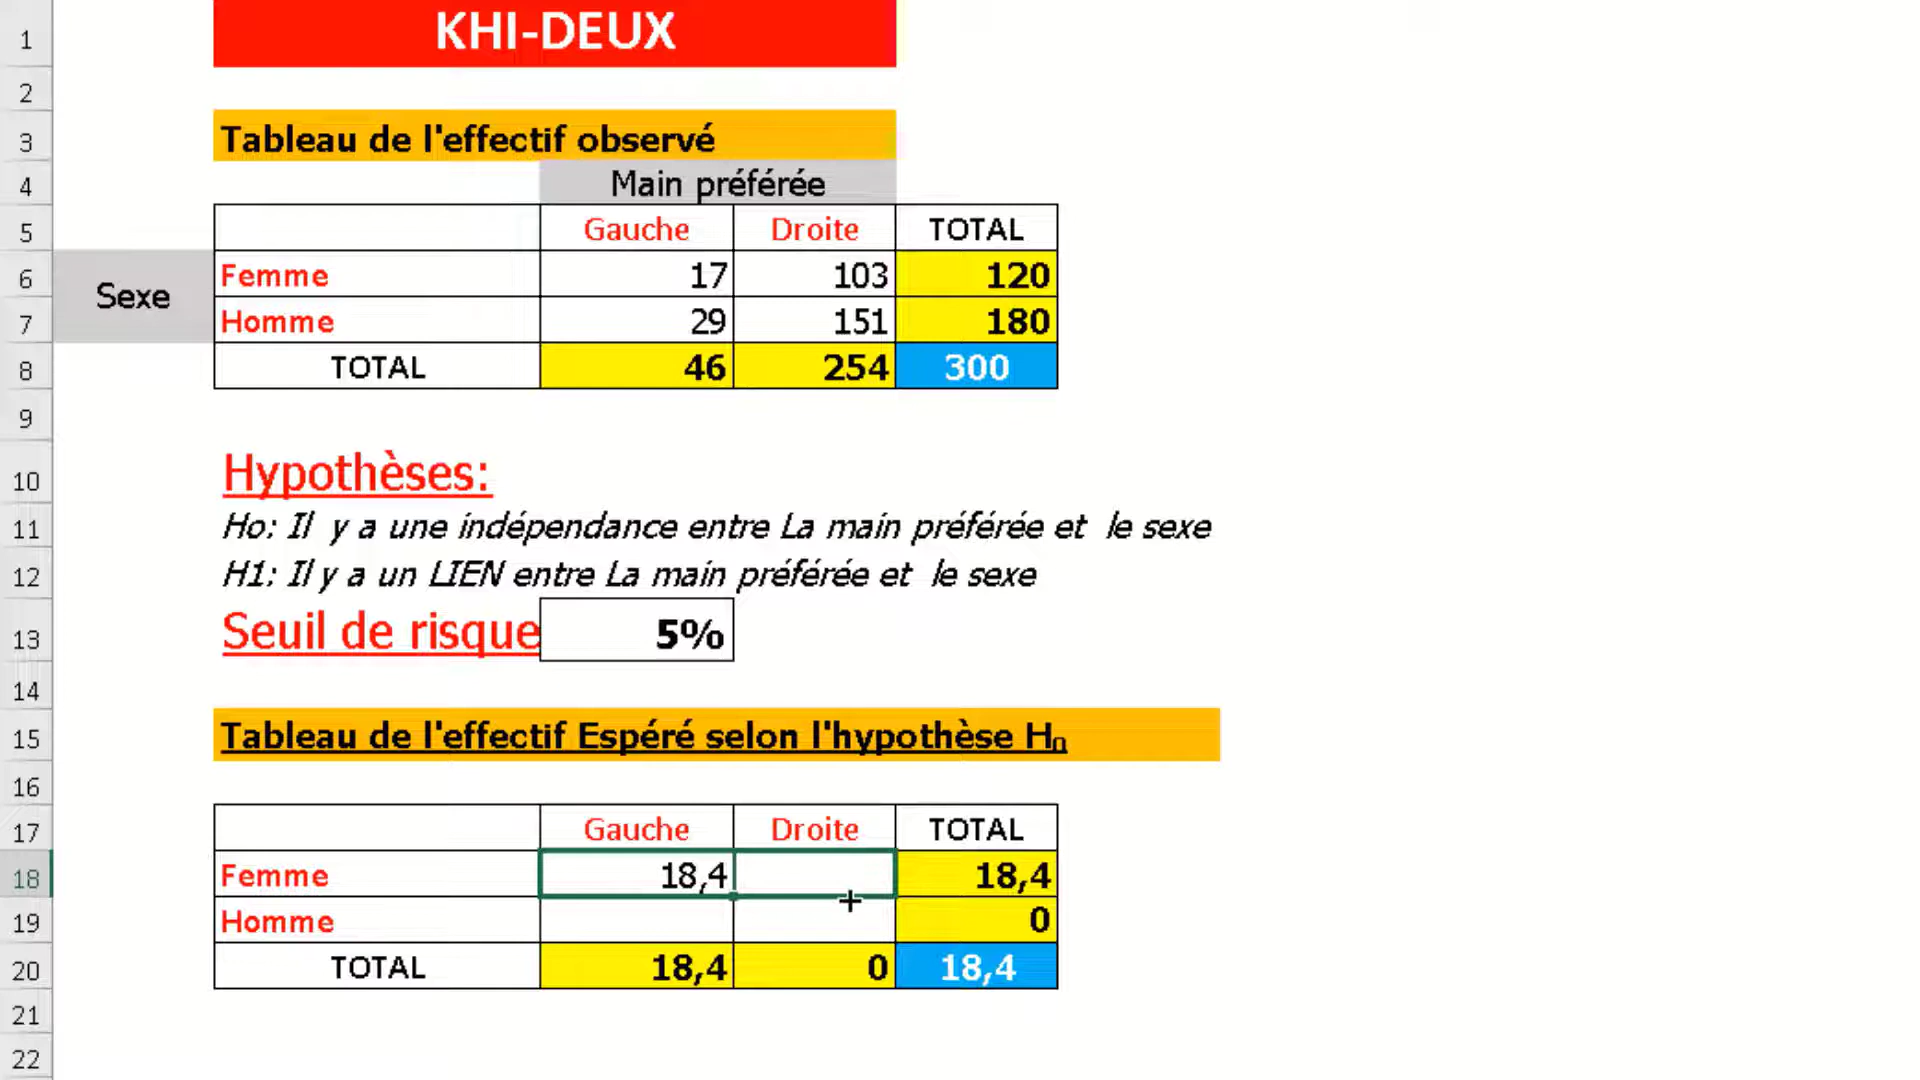 1 KHI-DEUX
2
3 Tableau de l'effectif observé
4 Main préférée
5 Gauche Droite TOTAL
6 Femme 17 103 120
Sexe
7 Homme 29 151 180
8 TOTAL 46 254 300
9
10 Hypothèses:
11 Ho: Il y a une indépendance entre La main préférée et le sexe
12 H1: Il y a un LIEN entre La main préférée et le sexe
13 Seuil de risque 5%
14
15 Tableau de l'effectif Espéré selon l'hypothèse H₀
16
17 Gauche Droite TOTAL
18 Femme 18,4 18,4
19 Homme 0
20 TOTAL 18,4 0 18,4
21
22